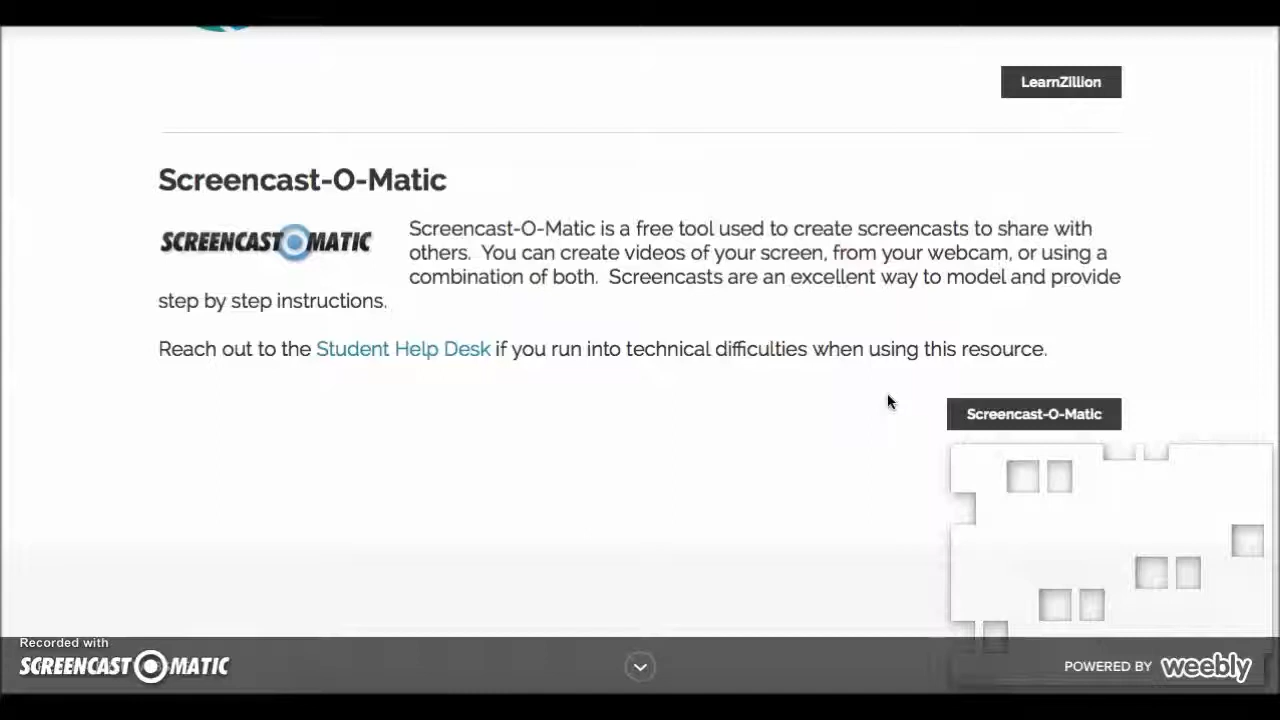 LearnZillion
Screencast-O-Matic
SCREENCAST MATIC
Screencast-O-Matic is a free tool used to create screencasts to share with
others.  You can create videos of your screen, from your webcam, or using a
combination of both.  Screencasts are an excellent way to model and provide
step by step instructions.
Reach out to the Student Help Desk if you run into technical difficulties when using this resource.
Screencast-O-Matic
Recorded with
SCREENCAST MATIC
POWERED BY weebly